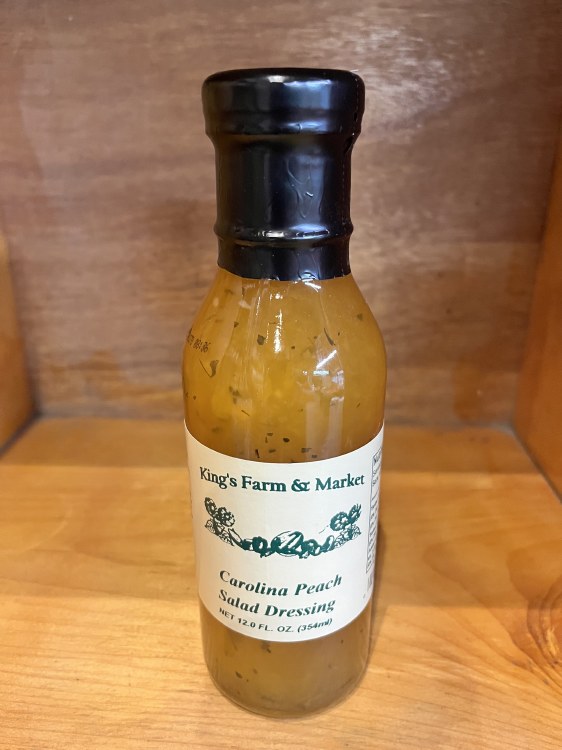 King's Farm & Market
Carolina Peach
Salad Dressing
NET 12.0 FL. OZ. (354ml)